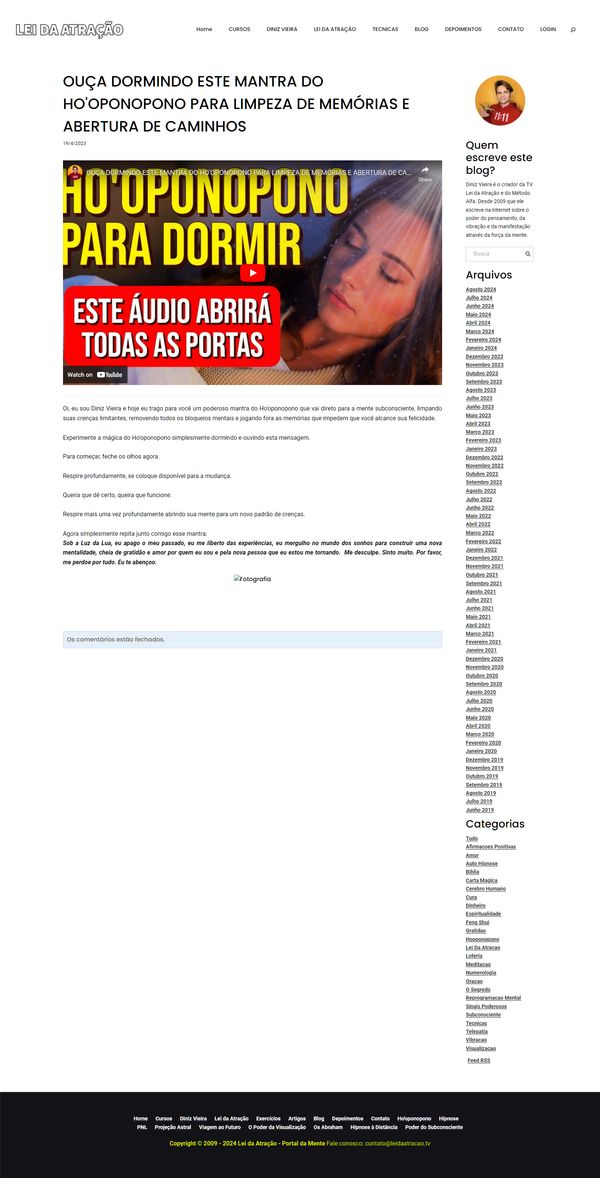 LEI DA ATRAÇÃO
Home CURSOS DINIZ VIEIRA LEI DA ATRAÇÃO TECNICAS BLOG DEPOIMENTOS CONTATO LOGIN
OUÇA DORMINDO ESTE MANTRA DO
HO'OPONOPONO PARA LIMPEZA DE MEMÓRIAS E
ABERTURA DE CAMINHOS
19/4/2023
OUÇA DORMINDO ESTE MANTRA DO HO'OPONOPONO PARA LIMPEZA DE MEMÓRIAS E ABERTURA DE CA...
Share
HO'OPONOPONO
PARA DORMIR
ESTE ÁUDIO ABRIRÁ
TODAS AS PORTAS
Watch on YouTube
Oi, eu sou Diniz Vieira e hoje eu trago para você um poderoso mantra do Ho'oponopono que vai direto para a mente subconsciente, limpando
suas crenças limitantes, removendo todos os bloqueios mentais e jogando fora as memórias que impedem que você alcance sua felicidade.
Experimente a mágica do Ho'oponopono simplesmente dormindo e ouvindo esta mensagem.
Para começar, feche os olhos agora.
Respire profundamente, se coloque disponível para a mudança.
Queira que dê certo, queira que funcione.
Respire mais uma vez profundamente abrindo sua mente para um novo padrão de crenças.
Agora simplesmente repita junto comigo esse mantra:
Sob a Luz da Lua, eu apago o meu passado, eu me liberto das experiências, eu mergulho no mundo dos sonhos para construir uma nova
mentalidade, cheia de gratidão e amor por quem eu sou e pela nova pessoa que eu estou me tornando. Me desculpe. Sinto muito. Por favor,
me perdoe por tudo. Eu te abençoo.
Fotografia
Os comentários estão fechados.
11:11
Quem
escreve este
blog?
Diniz Vieira é o criador da TV
Lei da Atração e do Método
Alfa. Desde 2009 que ele
escreve na Internet sobre o
poder do pensamento, da
vibração e da manifestação
através da força da mente.
Busca
Arquivos
Agosto 2024
Julho 2024
Junho 2024
Maio 2024
Abril 2024
Março 2024
Fevereiro 2024
Janeiro 2024
Dezembro 2023
Novembro 2023
Outubro 2023
Setembro 2023
Agosto 2023
Julho 2023
Junho 2023
Maio 2023
Abril 2023
Março 2023
Fevereiro 2023
Janeiro 2023
Dezembro 2022
Novembro 2022
Outubro 2022
Setembro 2022
Agosto 2022
Julho 2022
Junho 2022
Maio 2022
Abril 2022
Março 2022
Fevereiro 2022
Janeiro 2022
Dezembro 2021
Novembro 2021
Outubro 2021
Setembro 2021
Agosto 2021
Julho 2021
Junho 2021
Maio 2021
Abril 2021
Março 2021
Fevereiro 2021
Janeiro 2021
Dezembro 2020
Novembro 2020
Outubro 2020
Setembro 2020
Agosto 2020
Julho 2020
Junho 2020
Maio 2020
Abril 2020
Março 2020
Fevereiro 2020
Janeiro 2020
Dezembro 2019
Novembro 2019
Outubro 2019
Setembro 2019
Agosto 2019
Julho 2019
Junho 2019
Categorias
Tudo
Afirmacoes Positivas
Amor
Auto Hipnose
Biblia
Carta Magica
Cerebro Humano
Cura
Dinheiro
Espiritualidade
Feng Shui
Gratidao
Hooponopono
Lei Da Atracao
Loteria
Meditacao
Numerologia
Oracao
O Segredo
Reprogramacao Mental
Sinais Poderosos
Subconsciente
Tecnicas
Telepatia
Vibracao
Visualizacao
Feed RSS
Home Cursos Diniz Vieira Lei da Atração Exercícios Artigos Blog Depoimentos Contato Ho'oponopono Hipnose
PNL Projeção Astral Viagem ao Futuro O Poder da Visualização Os Abraham Hipnose à Distância Poder do Subconsciente
Copyright © 2009 - 2024 Lei da Atração - Portal da Mente Fale conosco: contato@leidaatracao.tv